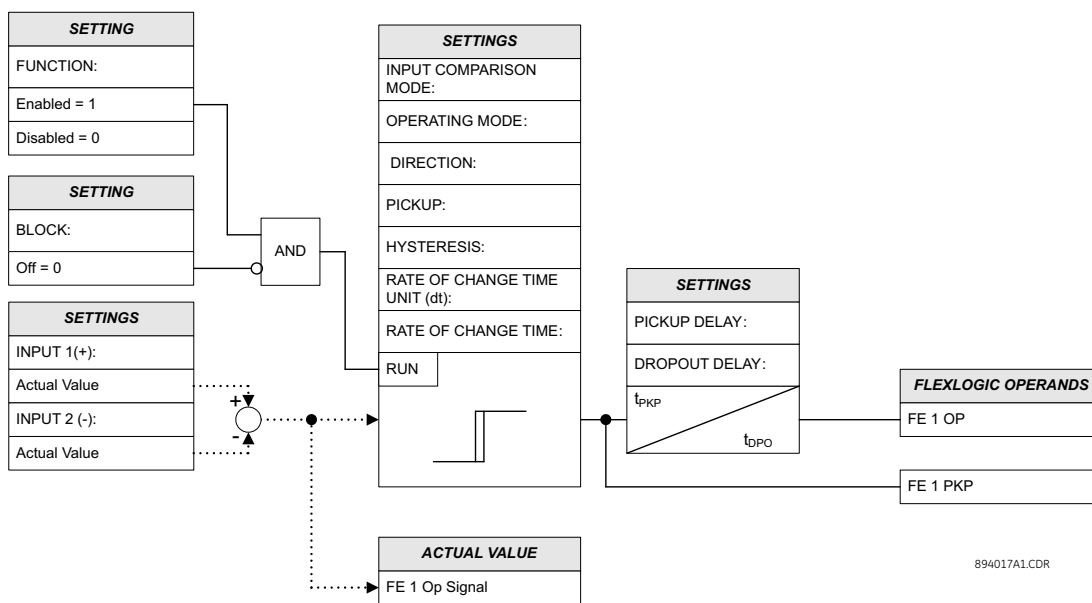 SETTING
FUNCTION:
Enabled = 1
Disabled = 0
SETTING
BLOCK:
Off = 0
SETTINGS
INPUT 1(+):
Actual Value
INPUT 2 (-):
Actual Value
AND
+
-
SETTINGS
INPUT COMPARISON
MODE:
OPERATING MODE:
DIRECTION:
PICKUP:
HYSTERESIS:
RATE OF CHANGE TIME
UNIT (dt):
RATE OF CHANGE TIME:
RUN
ACTUAL VALUE
FE 1 Op Signal
SETTINGS
PICKUP DELAY:
DROPOUT DELAY:
tPKP
tDPO
FLEXLOGIC OPERANDS
FE 1 OP
FE 1 PKP
894017A1.CDR